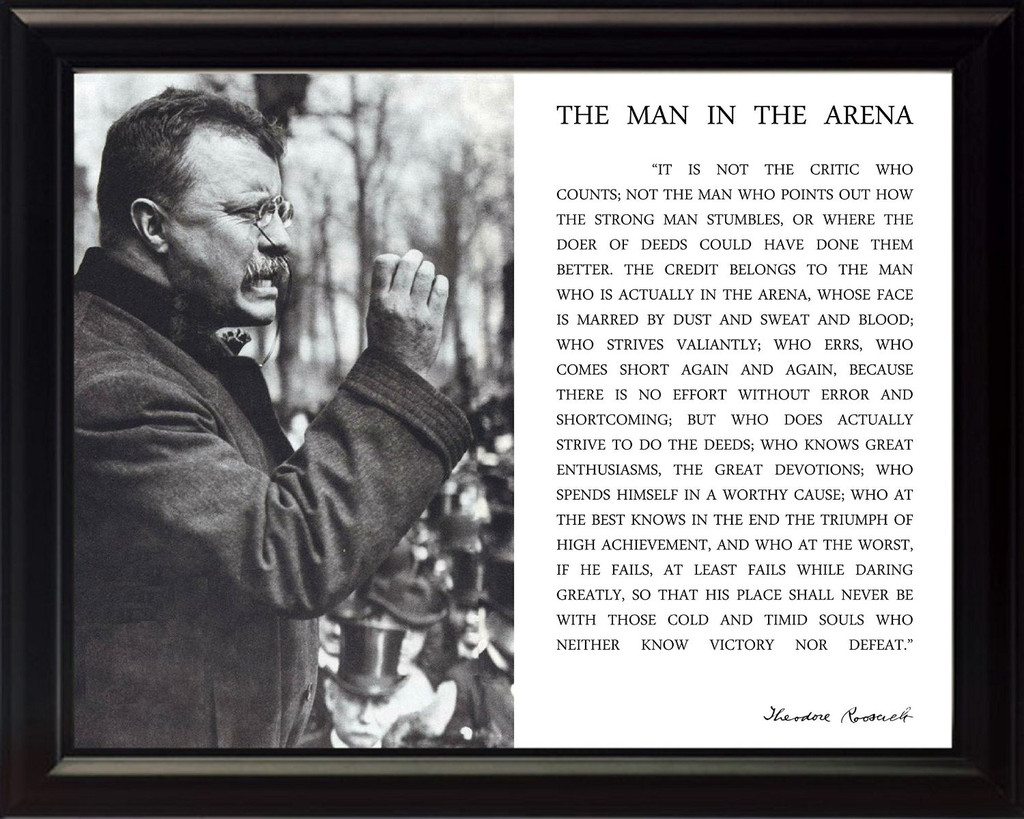 THE MAN IN THE ARENA
“IT IS NOT THE CRITIC WHO
COUNTS; NOT THE MAN WHO POINTS OUT HOW
THE STRONG MAN STUMBLES, OR WHERE THE
DOER OF DEEDS COULD HAVE DONE THEM
BETTER. THE CREDIT BELONGS TO THE MAN
WHO IS ACTUALLY IN THE ARENA, WHOSE FACE
IS MARRED BY DUST AND SWEAT AND BLOOD;
WHO STRIVES VALIANTLY; WHO ERRS, WHO
COMES SHORT AGAIN AND AGAIN, BECAUSE
THERE IS NO EFFORT WITHOUT ERROR AND
SHORTCOMING; BUT WHO DOES ACTUALLY
STRIVE TO DO THE DEEDS; WHO KNOWS GREAT
ENTHUSIASMS, THE GREAT DEVOTIONS; WHO
SPENDS HIMSELF IN A WORTHY CAUSE; WHO AT
THE BEST KNOWS IN THE END THE TRIUMPH OF
HIGH ACHIEVEMENT, AND WHO AT THE WORST,
IF HE FAILS, AT LEAST FAILS WHILE DARING
GREATLY, SO THAT HIS PLACE SHALL NEVER BE
WITH THOSE COLD AND TIMID SOULS WHO
NEITHER KNOW VICTORY NOR DEFEAT.”
Theodore Roosevelt